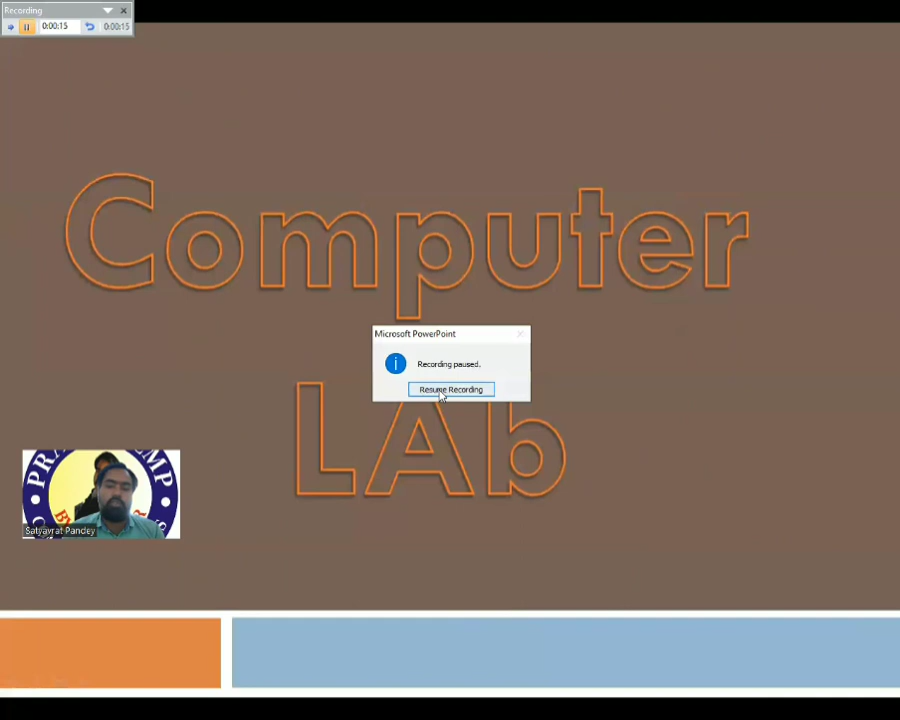 Recording
0:00:15
0:00:15
Computer
Microsoft PowerPoint
Recording paused.
Resume Recording
LAb
Satyavrat Pandey